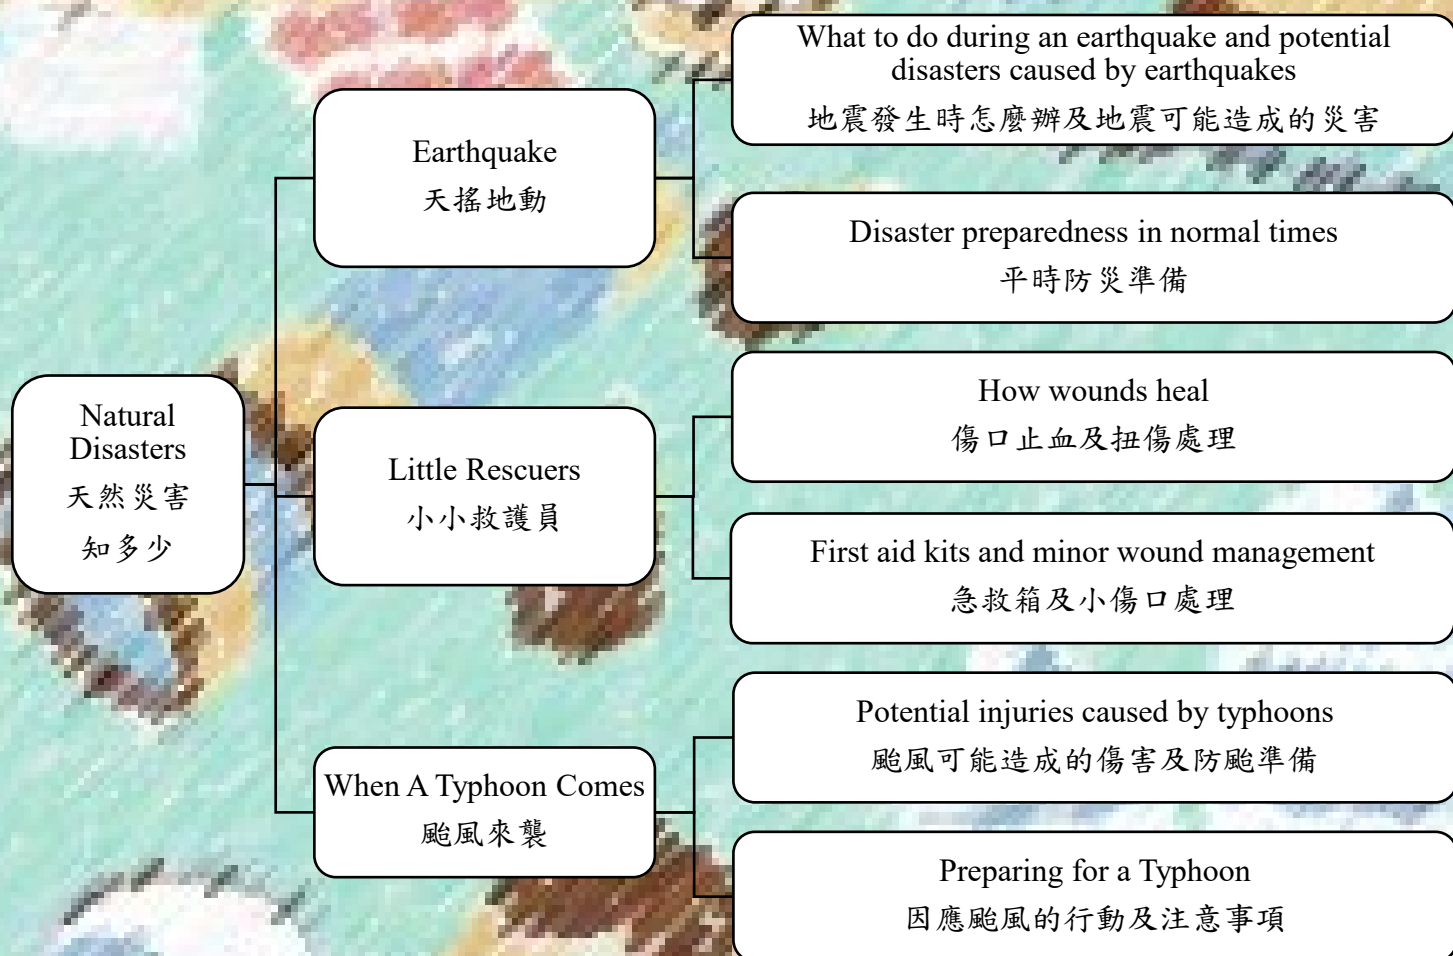 Natural
Disasters
天然災害
知多少
Earthquake
天搖地動
What to do during an earthquake and potential
disasters caused by earthquakes
地震發生時怎麼辦及地震可能造成的災害
Disaster preparedness in normal times
平時防災準備
Little Rescuers
小小救護員
How wounds heal
傷口止血及扭傷處理
First aid kits and minor wound management
急救箱及小傷口處理
When A Typhoon Comes
颱風來襲
Potential injuries caused by typhoons
颱風可能造成的傷害及防颱準備
Preparing for a Typhoon
因應颱風的行動及注意事項